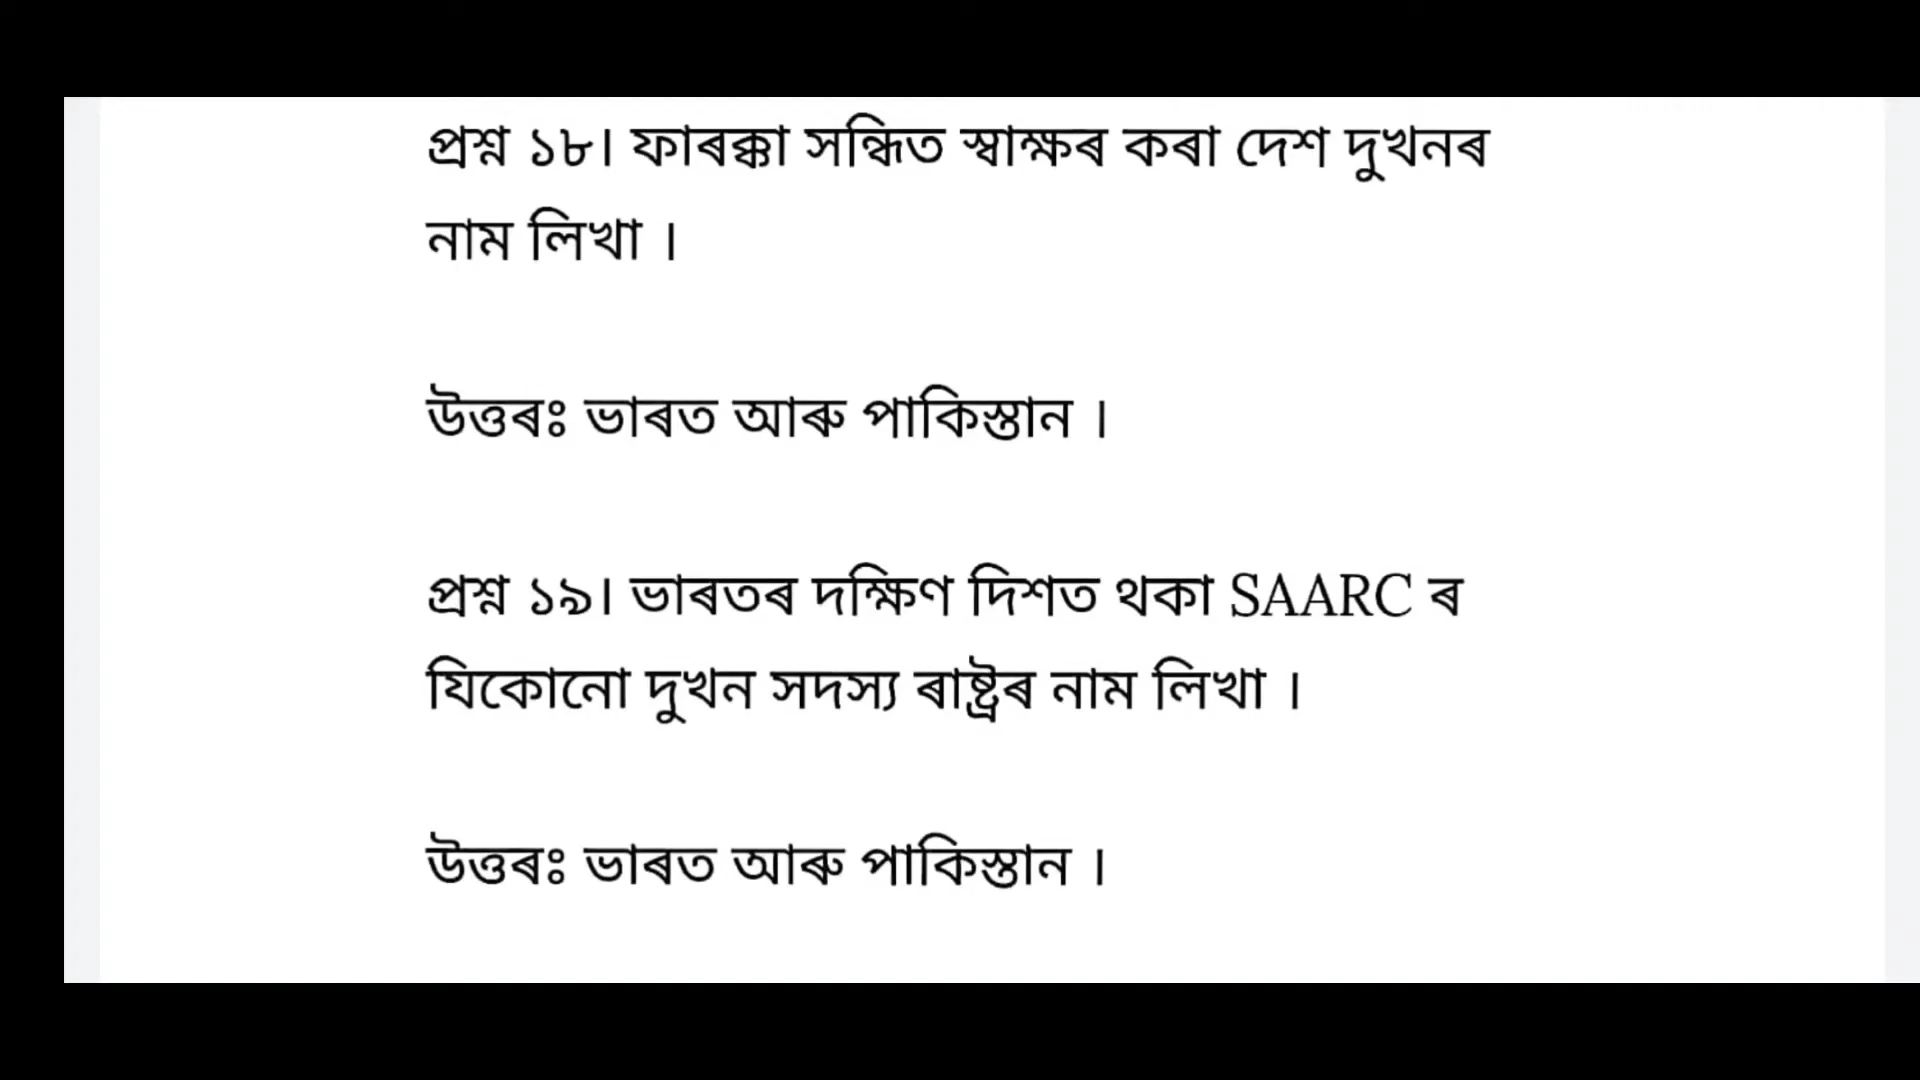 প্ৰশ্ন ১৮। ফাৰক্কা সন্ধিত স্বাক্ষৰ কৰা দেশ দুখনৰ
নাম লিখা ।
উত্তৰঃ ভাৰত আৰু পাকিস্তান ।
প্ৰশ্ন ১৯। ভাৰতৰ দক্ষিণ দিশত থকা SAARC ৰ
যিকোনো দুখন সদস্য ৰাষ্ট্ৰৰ নাম লিখা ।
উত্তৰঃ ভাৰত আৰু পাকিস্তান ।